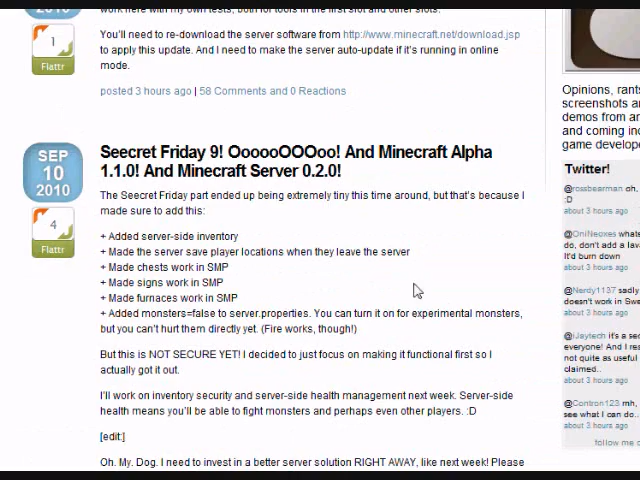 2010
work here with my own tests, both for tools in the first slot and other slots.
1
Flattr
You'll need to re-download the server software from http://www.minecraft.net/download.jsp
to apply this update. And I need to make the server auto-update if it's running in online
mode.
posted 3 hours ago | 58 Comments and 0 Reactions
SEP
10
2010
4
Flattr
Seecret Friday 9! OooooOOOoo! And Minecraft Alpha
1.1.0! And Minecraft Server 0.2.0!
The Seecret Friday part ended up being extremely tiny this time around, but that's because I
made sure to add this:
+ Added server-side inventory
+ Made the server save player locations when they leave the server
+ Made chests work in SMP
+ Made signs work in SMP
+ Made furnaces work in SMP
+ Added monsters=false to server.properties. You can turn it on for experimental monsters,
but you can't hurt them directly yet. (Fire works, though!)
But this is NOT SECURE YET! I decided to just focus on making it functional first so I
actually got it out.
I'll work on inventory security and server-side health management next week. Server-side
health means you'll be able to fight monsters and perhaps even other players. :D
[edit:]
Oh. My. Dog. I need to invest in a better server solution RIGHT AWAY, like next week! Please
Opinions, rants
screenshots a
demos from ar
and coming inc
game develope
Twitter!
@rossbearman oh,
:D
about 3 hours ago
@OniNeoxes whats
do, don't add a lava
It'd burn down
about 3 hours ago
@Nerdy1137 sadly
doesn't work in Swe
about 3 hours ago
@iJaytech it's a sec
everyone! And I res
not quite as useful
claimed..
about 3 hours ago
@Contron123 mh,
see what I can do..
about 3 hours ago
follow me o